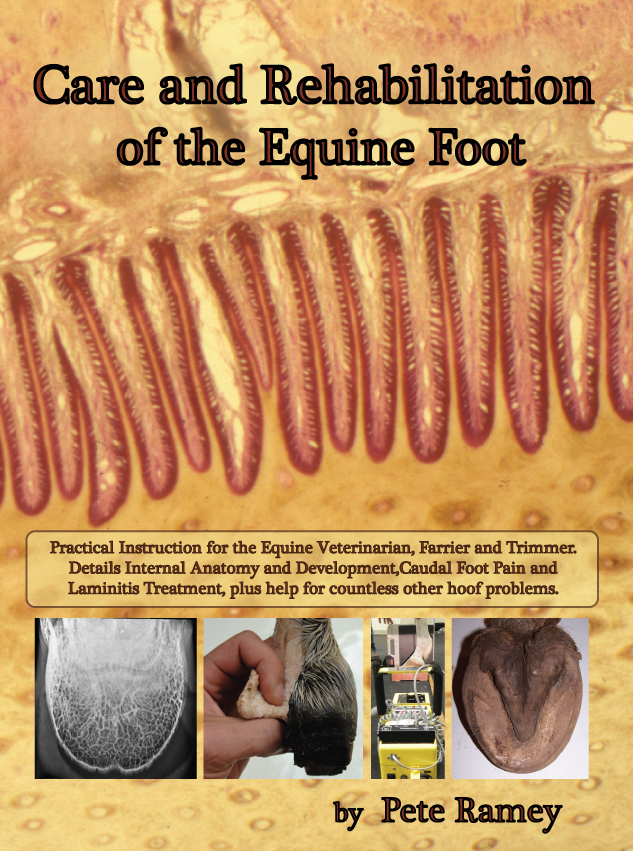 Care and Rehabilitation
of the Equine Foot
Practical Instruction for the Equine Veterinarian, Farrier and Trimmer.
Details Internal Anatomy and Development,Caudal Foot Pain and
Laminitis Treatment, plus help for countless other hoof problems.
by Pete Ramey